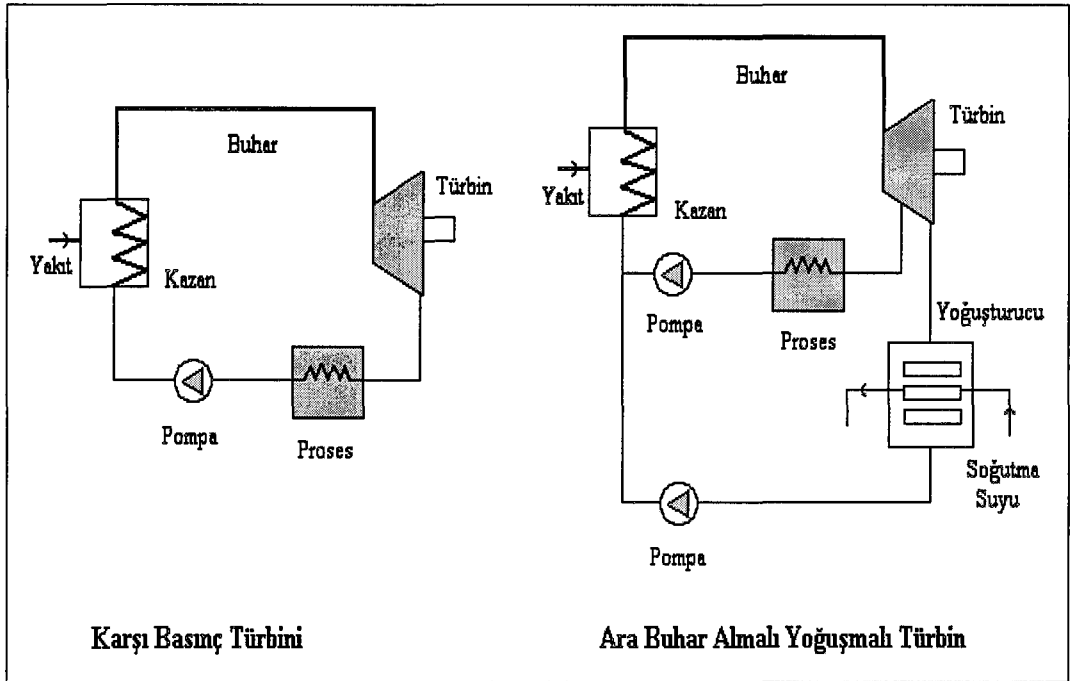 Buhar
Türbin
Yakıt
Kazan
Pompa
Proses
Karşı Basınç Türbini
Buhar
Türbin
Yakıt
Kazan
Pompa
Proses
Yoğuşturucu
Soğutma
Suyu
Pompa
Ara Buhar Almalı Yoğuşmalı Türbin